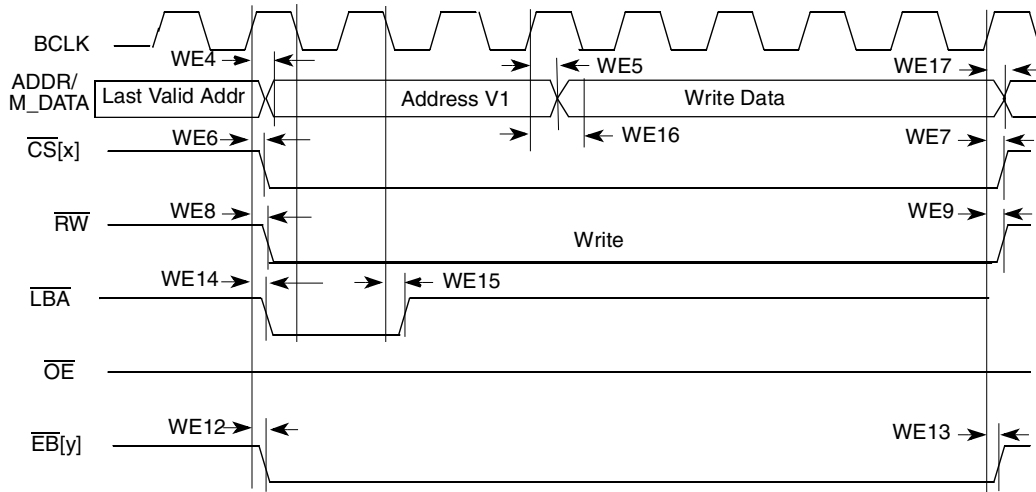 BCLK
WE4
WE5
WE17
ADDR/
M_DATA
Last Valid Addr
Address V1
Write Data
WE6
WE16
WE7
CS[x]
WE8
WE9
RW
Write
WE14
WE15
LBA
OE
WE12
WE13
EB[y]